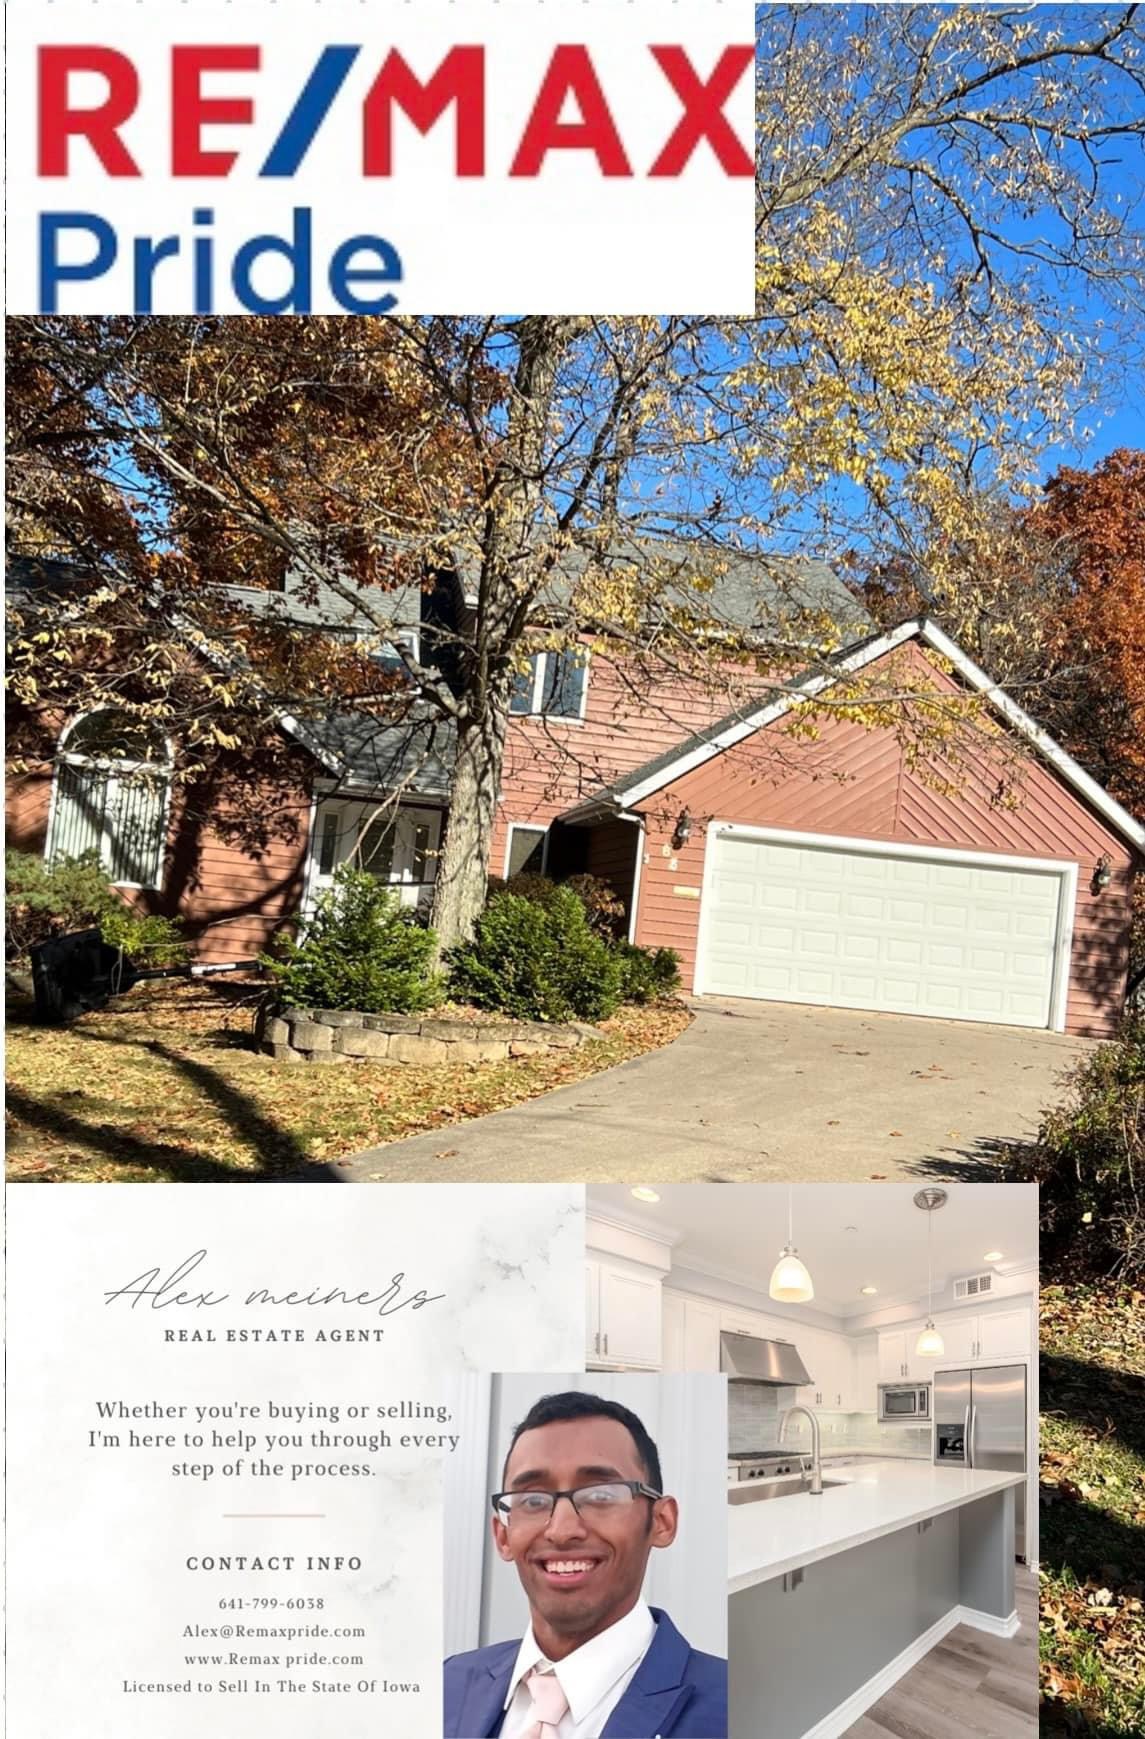 RE/MAX
Pride
Alex meiners
REAL ESTATE AGENT
Whether you're buying or selling,
I'm here to help you through every
step of the process.
CONTACT INFO
641-799-6038
Alex@Remaxpride.com
www.Remax pride.com
Licensed to Sell In The State Of Iowa